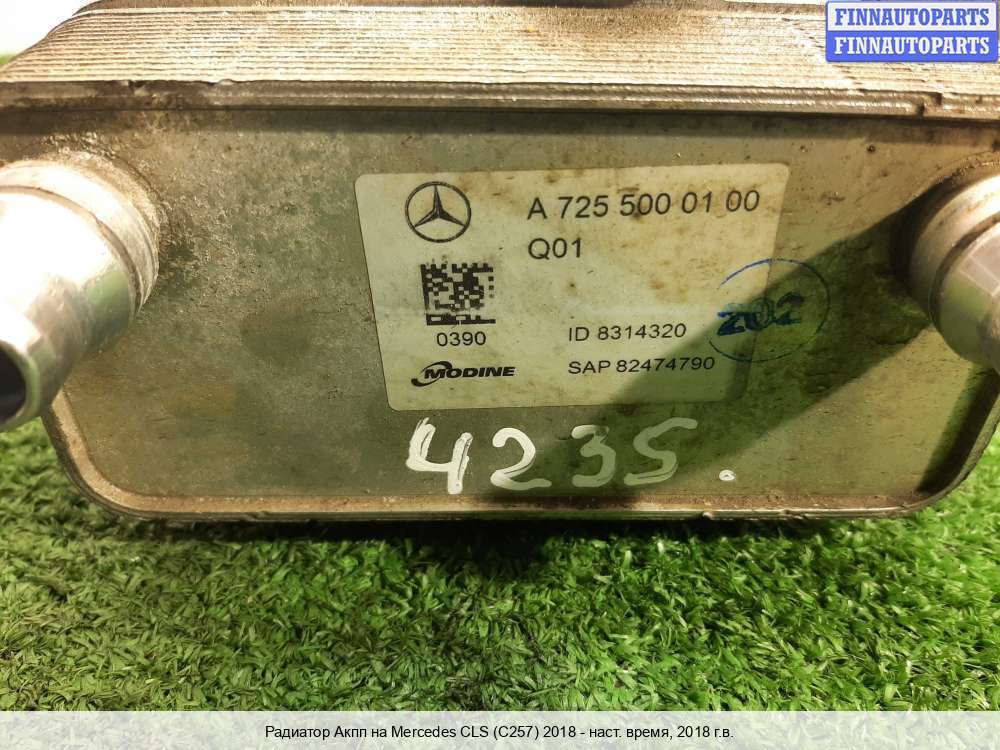 FINNAUTOPARTS
FINNAUTOPARTS
A 725 500 01 00
Q01
0390
ID 8314320
MODINE
SAP 82474790
202
4235.
Радиатор Акпп на Mercedes CLS (C257) 2018 - наст. время, 2018 г.в.